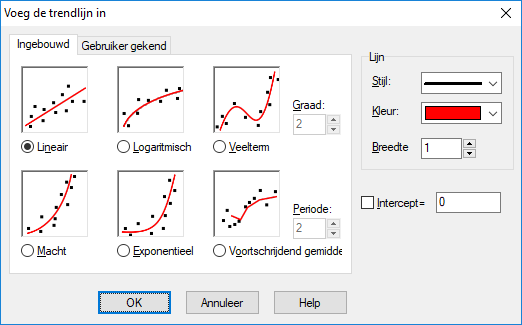 Voeg de trendlijn in
Ingebouwd
Gebruiker gekend
Lineair
Logaritmisch
Veelterm
Graad:
2
Macht
Exponentieel
Voortschrijdend gemidde
Periode:
2
Lijn
Stijl:
Kleur:
Breedte
1
Intercept=
0
OK
Annuleer
Help